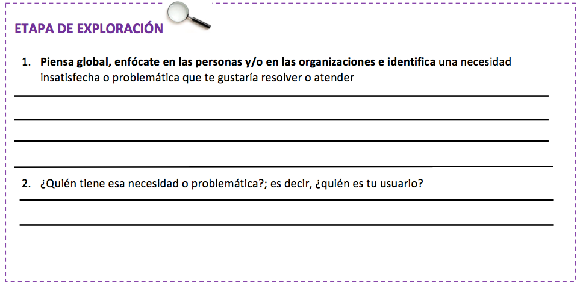 ETAPA DE EXPLORACIÓN
1. Piensa global, enfócate en las personas y/o en las organizaciones e identifica una necesidad
insatisfecha o problemática que te gustaría resolver o atender
2. ¿Quién tiene esa necesidad o problemática?; es decir, ¿quién es tu usuario?